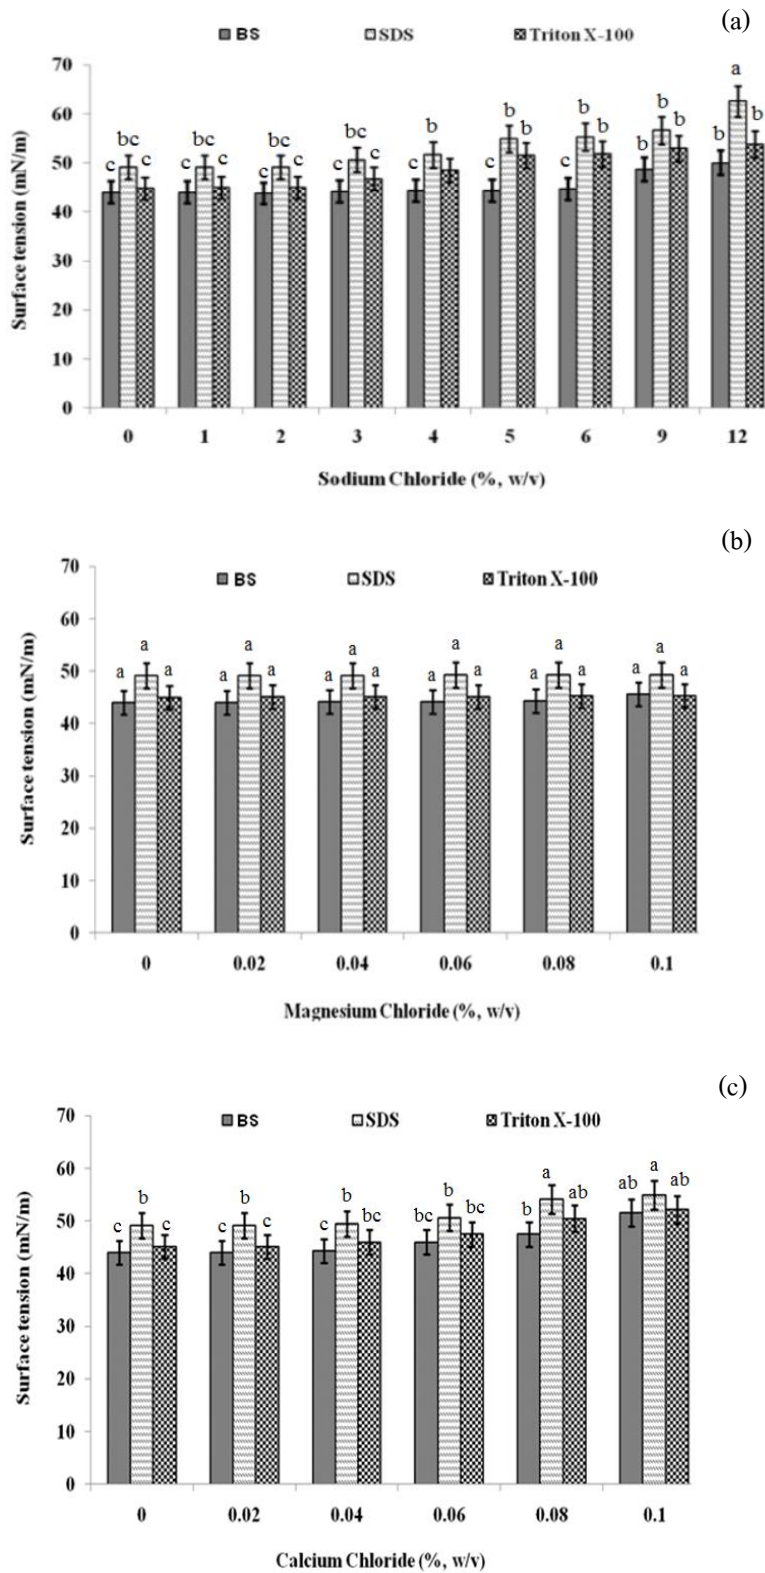 (a)
BS SDS Triton X-100
Surface tension (mN/m)
70
60
50
40
30
20
10
0
c bc c c bc c c bc c c bc c c b c b b c b b b b b b a b
0 1 2 3 4 5 6 9 12
Sodium Chloride (%, w/v)
(b)
BS SDS Triton X-100
Surface tension (mN/m)
70
60
50
40
30
20
10
0
a a a a a a a a a a a a a a a a a a
0 0.02 0.04 0.06 0.08 0.1
Magnesium Chloride (%, w/v)
(c)
BS SDS Triton X-100
Surface tension (mN/m)
70
60
50
40
30
20
10
0
c b c c b c c b bc bc b bc b a ab ab a ab
0 0.02 0.04 0.06 0.08 0.1
Calcium Chloride (%, w/v)